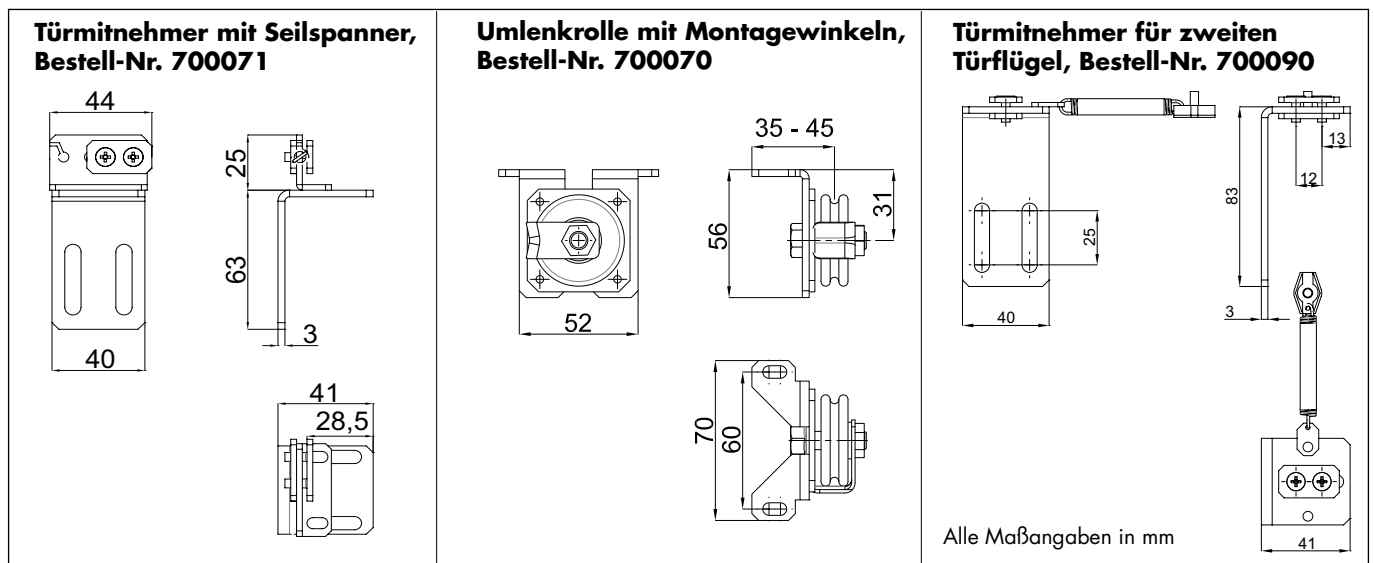 Türmitnehmer mit Seilspanner,
Bestell-Nr. 700071
44
25
63
3
40
41
28,5
Umlenkrolle mit Montagewinkeln,
Bestell-Nr. 700070
35 - 45
31
56
52
70
60
Türmitnehmer für zweiten
Türflügel, Bestell-Nr. 700090
13
12
83
25
40
3
41
Alle Maßangaben in mm